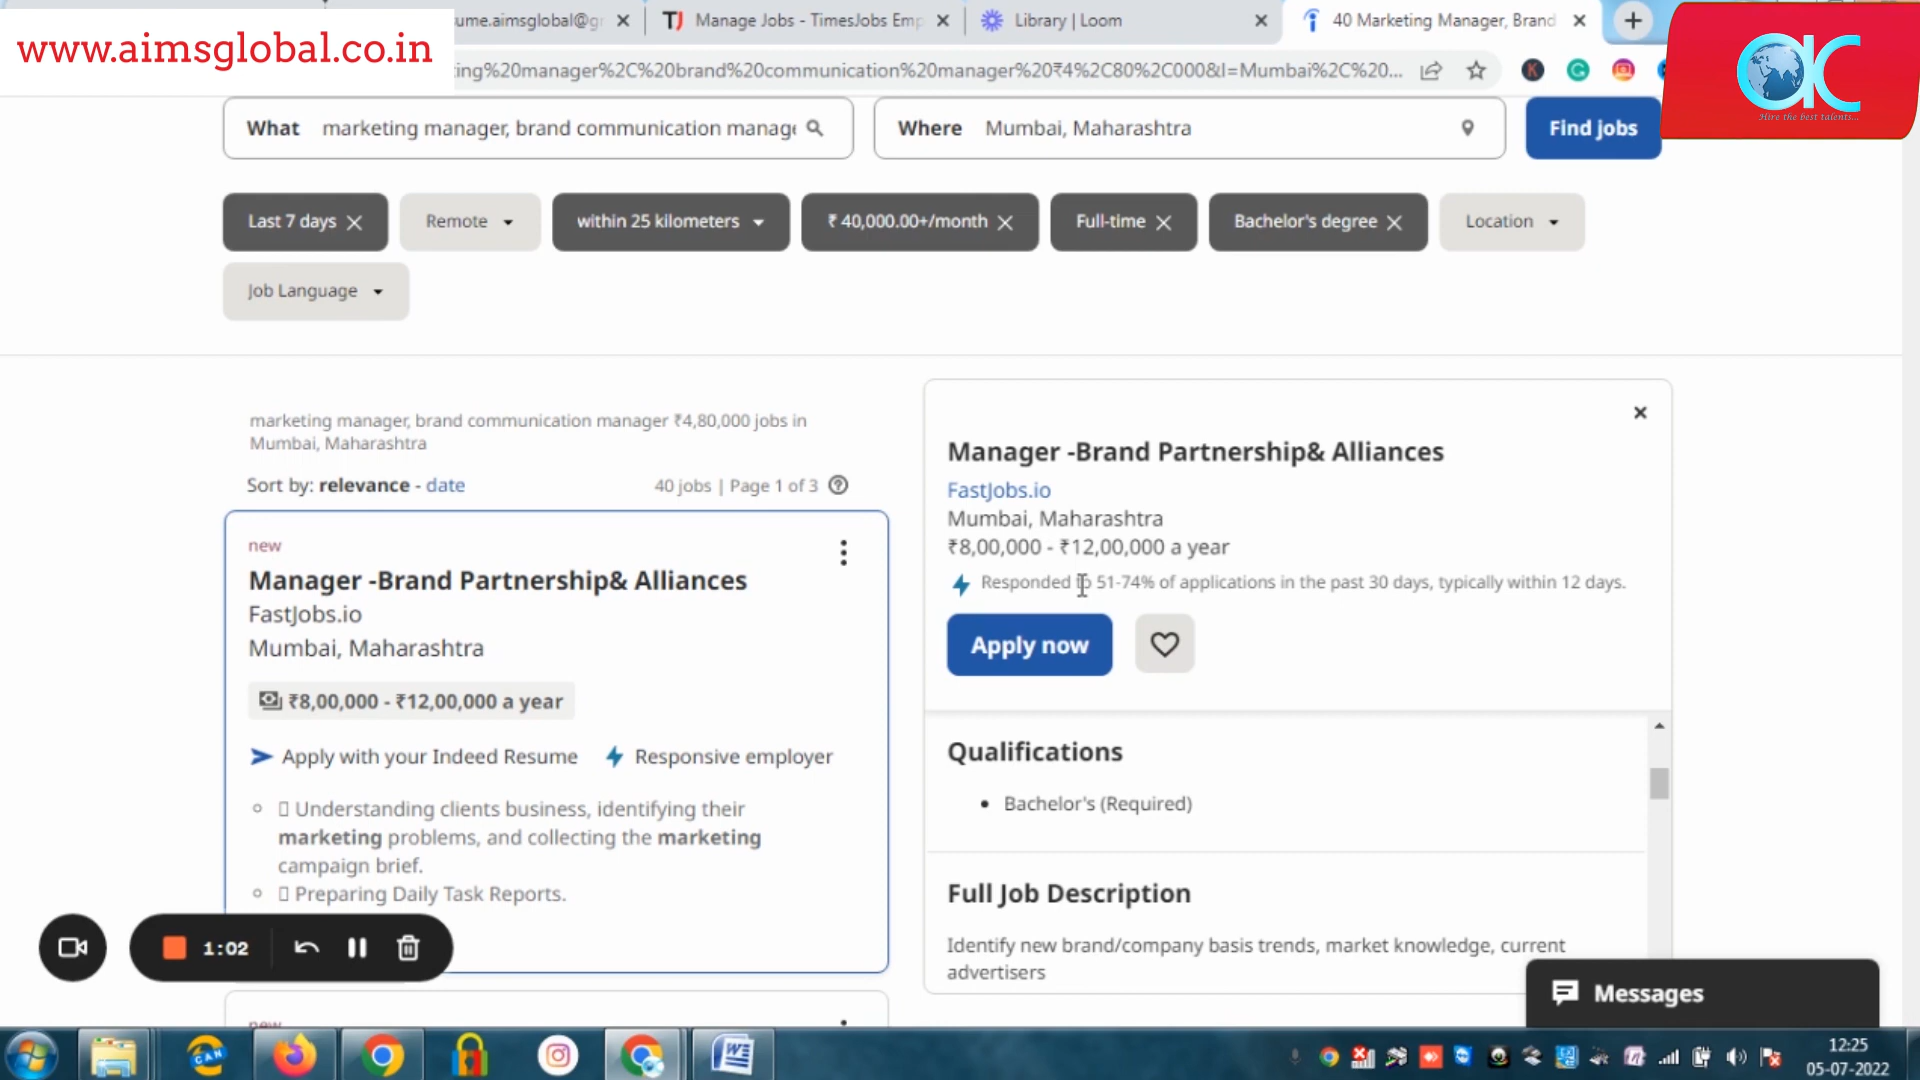 www.aimsglobal.co.in
ume.aimsglobal@g
TJ Manage Jobs - TimesJobs Emp
Library | Loom
40 Marketing Manager, Brand
ing%20manager%2C%20brand%20communication%20manager%20₹4%2C80%2C000&l=Mumbai%2C%20...
K
G
aic
Hire the best talents...
What marketing manager, brand communication manage
Where Mumbai, Maharashtra
Find jobs
Last 7 days
Remote
within 25 kilometers
₹ 40,000.00+/month
Full-time
Bachelor's degree
Location
Job Language
marketing manager, brand communication manager ₹4,80,000 jobs in
Mumbai, Maharashtra
Sort by: relevance - date
40 jobs | Page 1 of 3
new
Manager -Brand Partnership& Alliances
FastJobs.io
Mumbai, Maharashtra
₹8,00,000 - ₹12,00,000 a year
Apply with your Indeed Resume
Responsive employer
Understanding clients business, identifying their
marketing problems, and collecting the marketing
campaign brief.
Preparing Daily Task Reports.
1:02
Manager -Brand Partnership& Alliances
FastJobs.io
Mumbai, Maharashtra
₹8,00,000 - ₹12,00,000 a year
Responded to 51-74% of applications in the past 30 days, typically within 12 days.
Apply now
Qualifications
Bachelor's (Required)
Full Job Description
Identify new brand/company basis trends, market knowledge, current
advertisers
Messages
new
CAN
W
12:25
05-07-2022